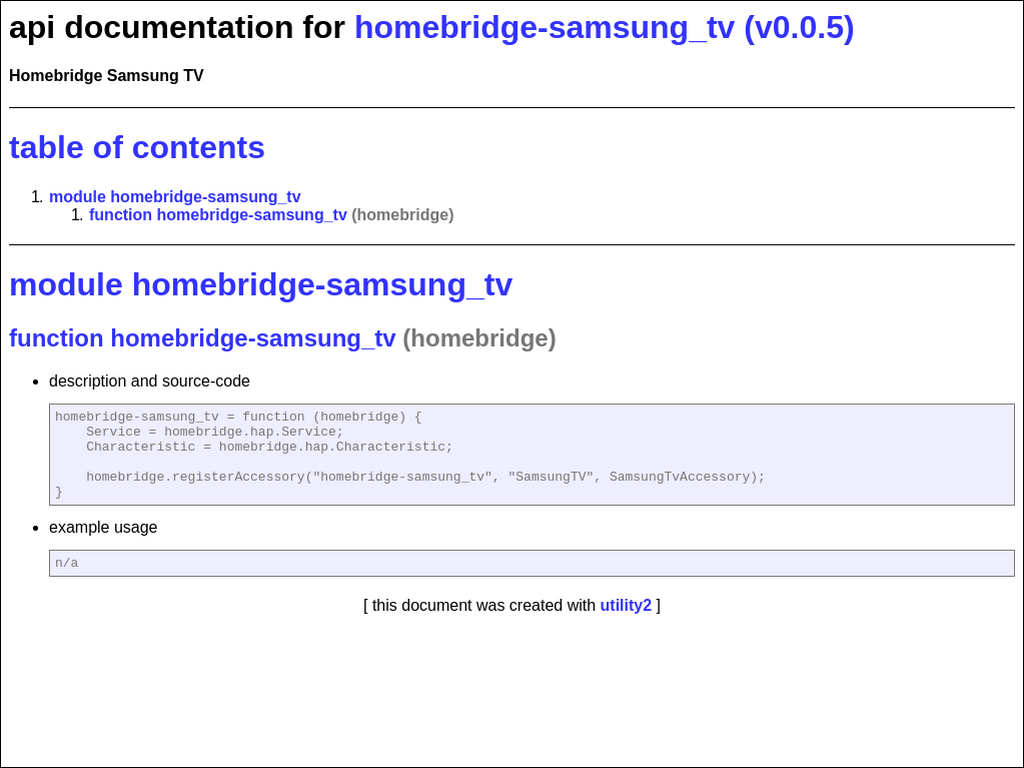 api documentation for homebridge-samsung_tv (v0.0.5)
Homebridge Samsung TV
table of contents
1. module homebridge-samsung_tv
1. function homebridge-samsung_tv (homebridge)
module homebridge-samsung_tv
function homebridge-samsung_tv (homebridge)
• description and source-code
homebridge-samsung_tv = function (homebridge) {
    Service = homebridge.hap.Service;
    Characteristic = homebridge.hap.Characteristic;
    homebridge.registerAccessory("homebridge-samsung_tv", "SamsungTV", SamsungTvAccessory);
}
• example usage
n/a
[ this document was created with utility2 ]